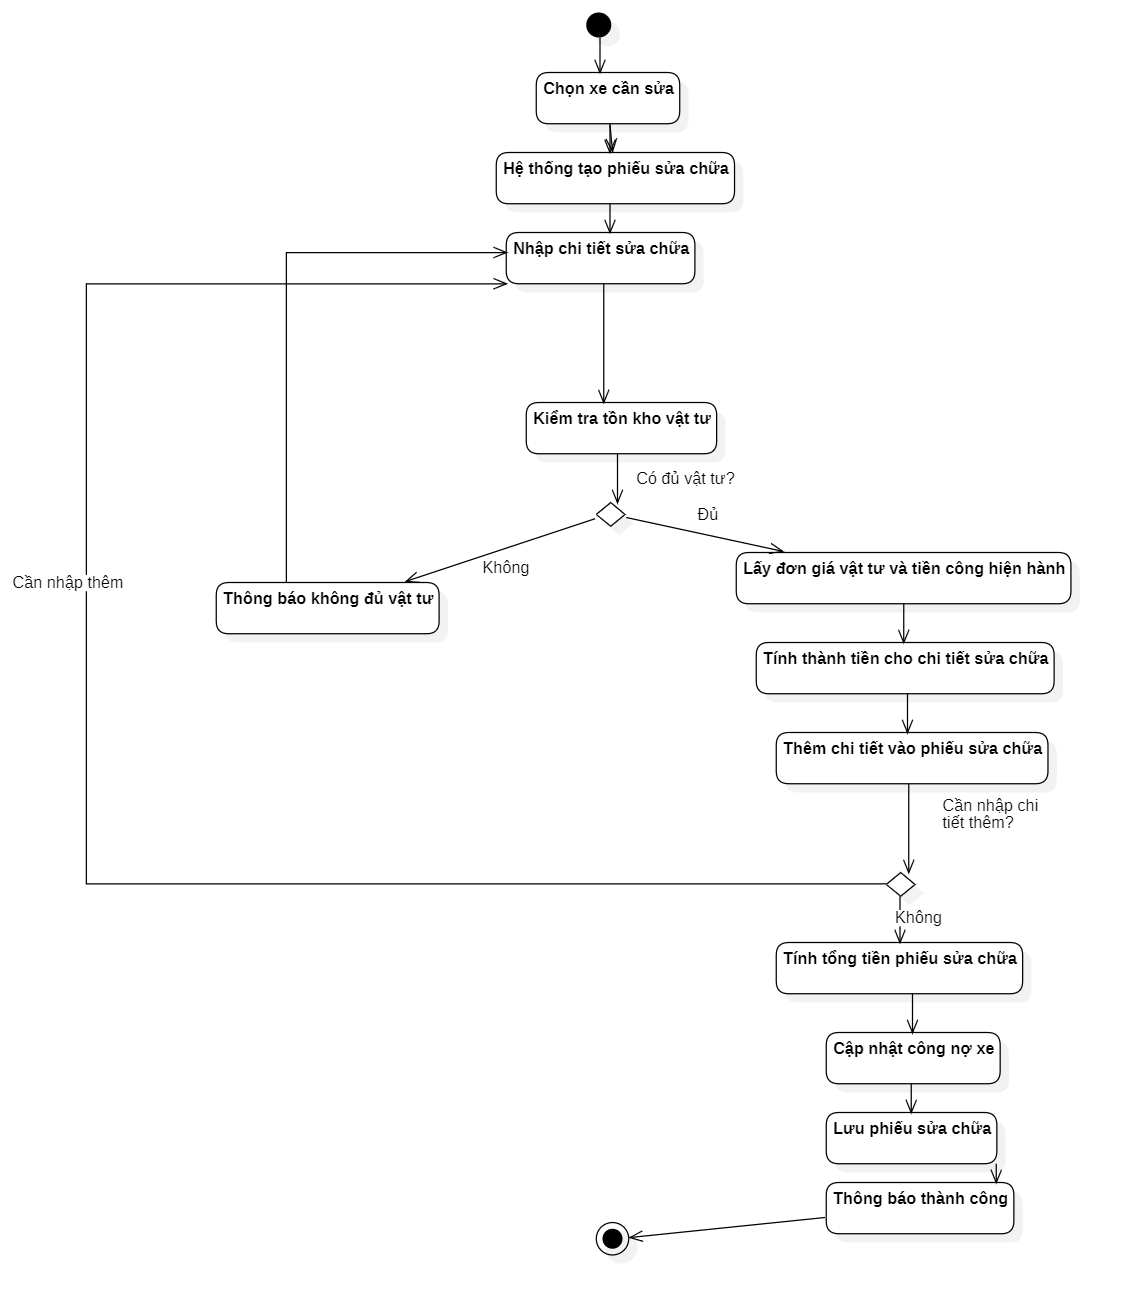 Chọn xe cần sửa
Hệ thống tạo phiếu sửa chữa
Nhập chi tiết sửa chữa
Kiểm tra tồn kho vật tư
Có đủ vật tư?
Đủ
Không
Lấy đơn giá vật tư và tiền công hiện hành
Cần nhập thêm
Thông báo không đủ vật tư
Tính thành tiền cho chi tiết sửa chữa
Thêm chi tiết vào phiếu sửa chữa
Cần nhập chi
tiết thêm?
Không
Tính tổng tiền phiếu sửa chữa
Cập nhật công nợ xe
Lưu phiếu sửa chữa
Thông báo thành công